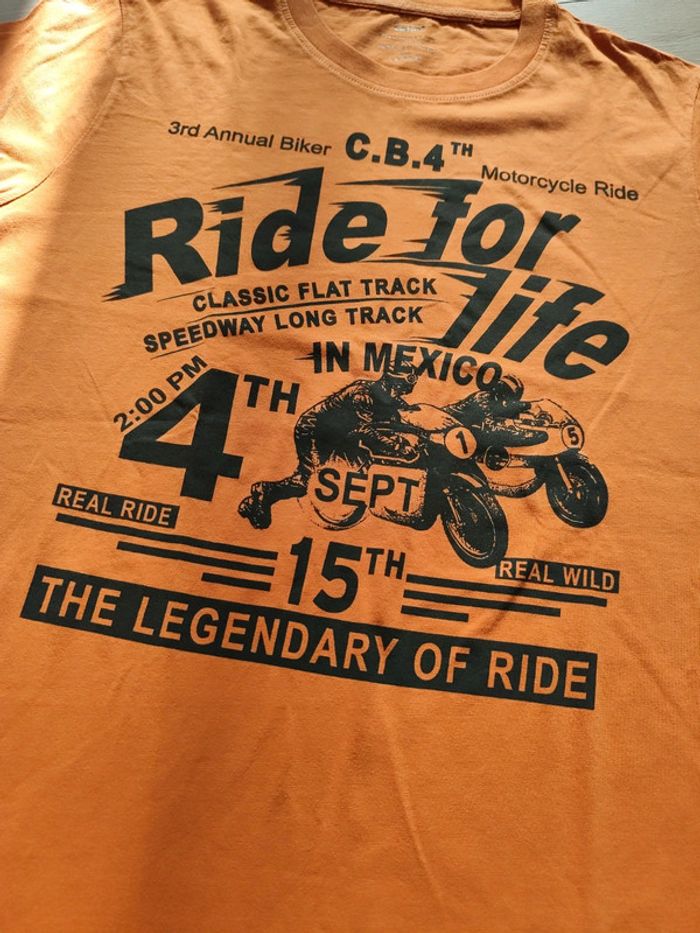 3rd Annual Biker C.B.4TH Motorcycle Ride
Ride for
life
CLASSIC FLAT TRACK
SPEEDWAY LONG TRACK
IN MEXICO
2:00 PM
4TH
1
5
SEPT
REAL RIDE
15TH
REAL WILD
THE LEGENDARY OF RIDE